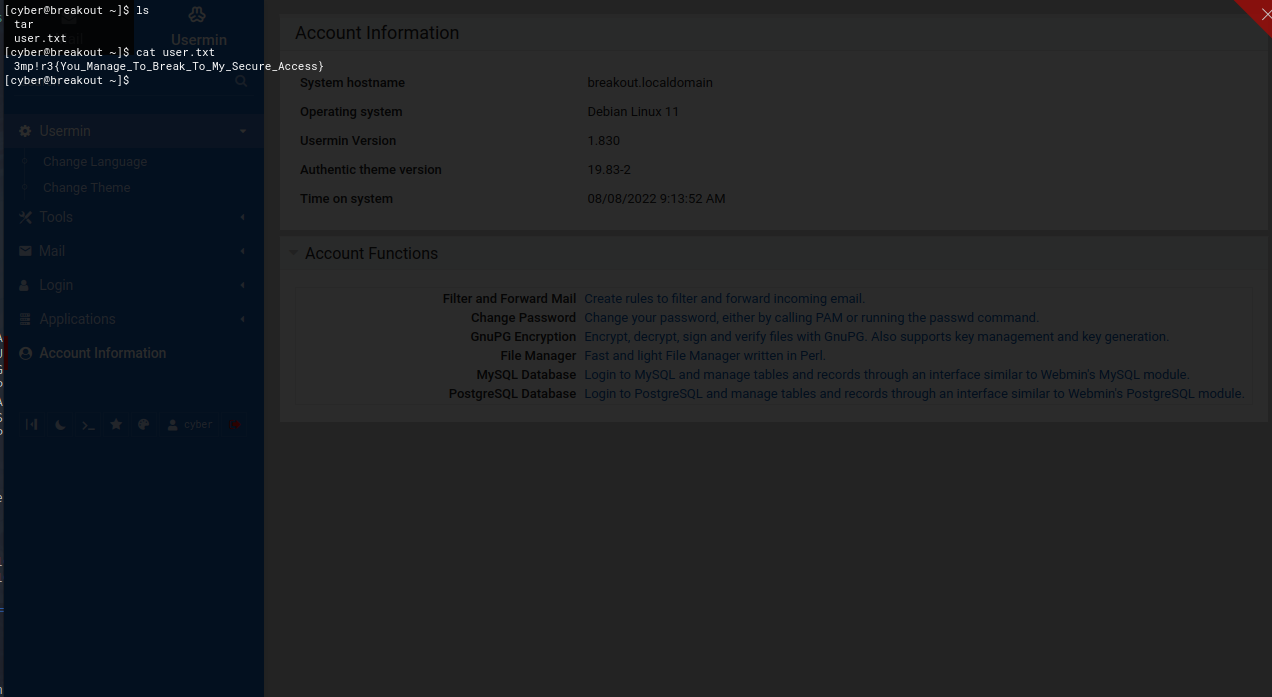 [cyber@breakout ~]$ ls
tar
user.txt
[cyber@breakout ~]$ cat user.txt
3mp!r3{You_Manage_To_Break_To_My_Secure_Access}
[cyber@breakout ~]$
Usermin
Usermin
Change Language
Change Theme
Tools
Mail
Login
Applications
Account Information
cyber
Account Information
System hostname breakout.localdomain
Operating system Debian Linux 11
Usermin Version 1.830
Authentic theme version 19.83-2
Time on system 08/08/2022 9:13:52 AM
Account Functions
Filter and Forward Mail Create rules to filter and forward incoming email.
Change Password Change your password, either by calling PAM or running the passwd command.
GnuPG Encryption Encrypt, decrypt, sign and verify files with GnuPG. Also supports key management and key generation.
File Manager Fast and light File Manager written in Perl.
MySQL Database Login to MySQL and manage tables and records through an interface similar to Webmin's MySQL module.
PostgreSQL Database Login to PostgreSQL and manage tables and records through an interface similar to Webmin's PostgreSQL module.